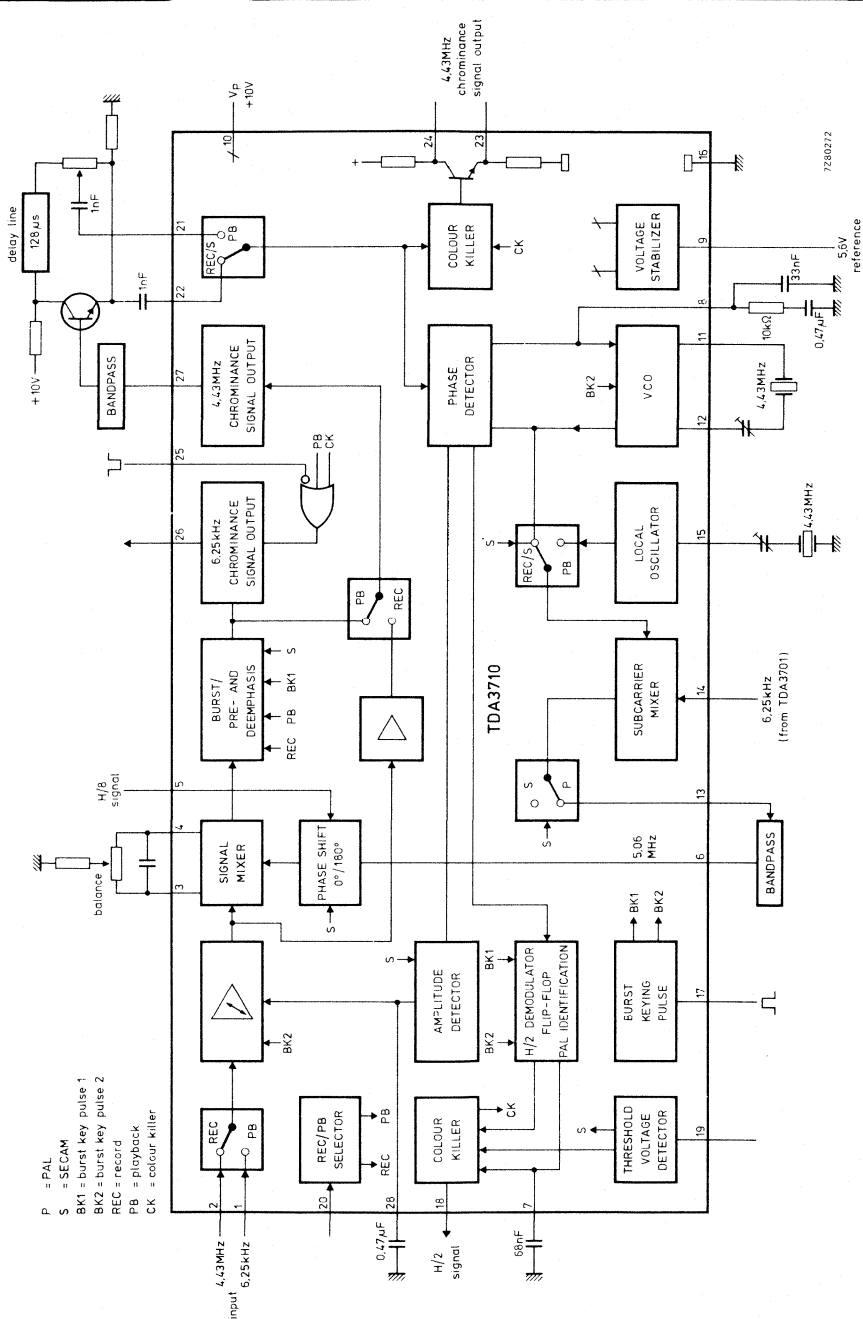 P = PAL
S = SECAM
BK1 = burst key pulse 1
BK2 = burst key pulse 2
REC = record
PB = playback
CK = colour killer
+10V
delay line
128µs
1nF
1nF
BANDPASS
balance
H/8
signal
10
VP
+10V
3
4
5
26
25
27
22
21
input
2
4,43MHz
1
6,25kHz
REC
PB
BK2
SIGNAL
MIXER
BURST/
PRE- AND
DEEMPHASIS
REC
PB
BK1
S
6,25kHz
CHROMINANCE
SIGNAL OUTPUT
4,43MHz
CHROMINANCE
SIGNAL OUTPUT
REC/S
PB
PB
CK
PB
REC
PHASE SHIFT
0°/180°
S
20
REC/PB
SELECTOR
REC
PB
28
0,47µF
AMPLITUDE
DETECTOR
S
TDA3710
PHASE
DETECTOR
COLOUR
KILLER
CK
+
24
23
4,43MHz
chrominance
signal output
H/2
signal
18
COLOUR
KILLER
CK
7
68nF
H/2 DEMODULATOR
FLIP-FLOP
PAL IDENTIFICATION
BK2
BK1
S
REC/S
PB
VCO
BK2
VOLTAGE
STABILIZER
THRESHOLD
VOLTAGE
DETECTOR
S
BURST
KEYING
PULSE
BK1
BK2
S
P
S
SUBCARRIER
MIXER
LOCAL
OSCILLATOR
5,06
MHz
19
17
6
13
14
15
12
11
8
9
16
BANDPASS
6,25kHz
(from TDA3701)
4,43MHz
4,43MHz
10kΩ
0,47µF
33nF
5,6V
reference
7Z80272